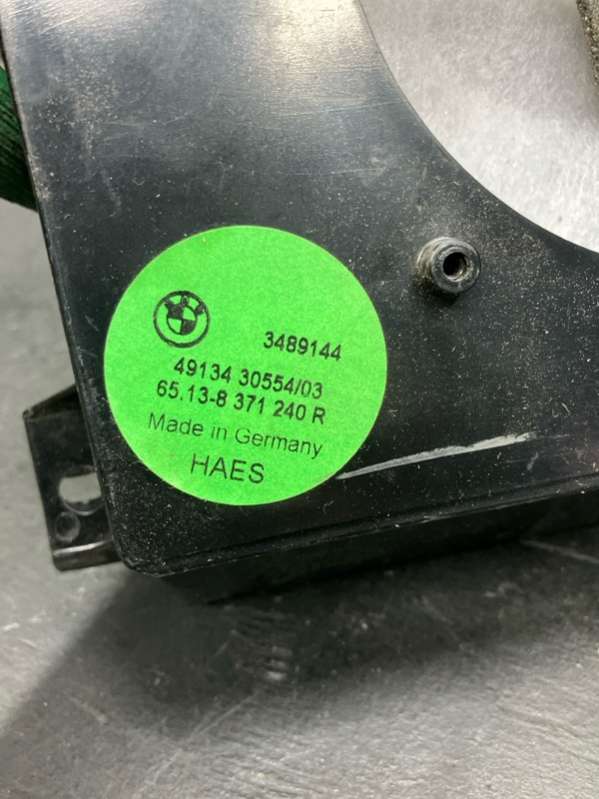 3489144
49134 30554/03
65.13-8 371 240 R
Made in Germany
HAES